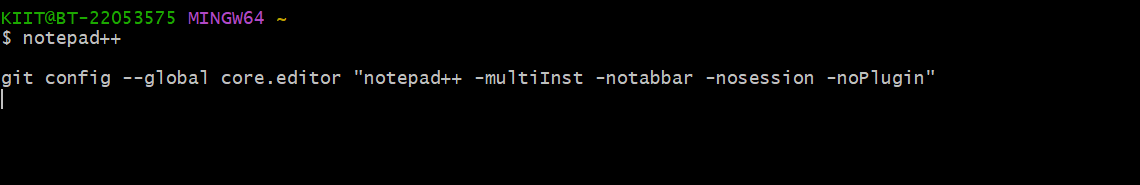 KIIT@BT-22053575 MINGW64 ~
$ notepad++
git config --global core.editor "notepad++ -multiInst -notabbar -nosession -noPlugin"